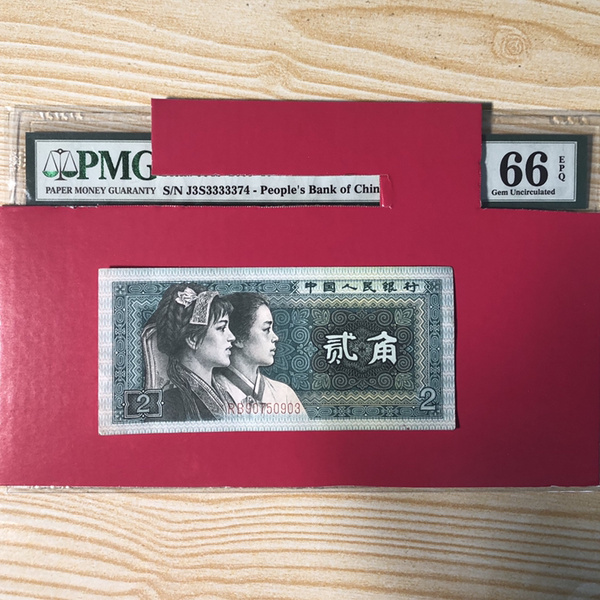 PMG
PAPER MONEY GUARANTY
S/N J3S3333374 - People's Bank of Chin
66
EPQ
Gem Uncirculated
中国人民银行
贰角
2
RB90750903
2